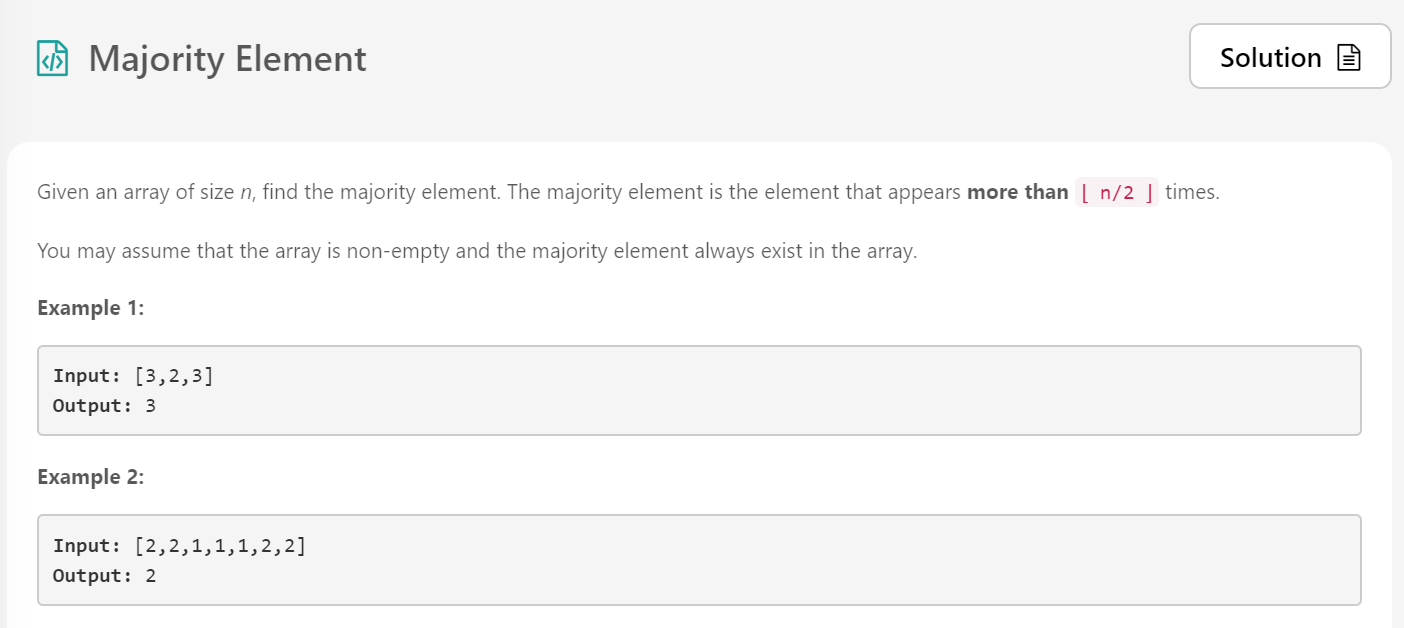 Majority Element
Solution
Given an array of size n, find the majority element. The majority element is the element that appears more than ⌊ n/2 ⌋ times.
You may assume that the array is non-empty and the majority element always exist in the array.
Example 1:
Input: [3,2,3]
Output: 3
Example 2:
Input: [2,2,1,1,1,2,2]
Output: 2